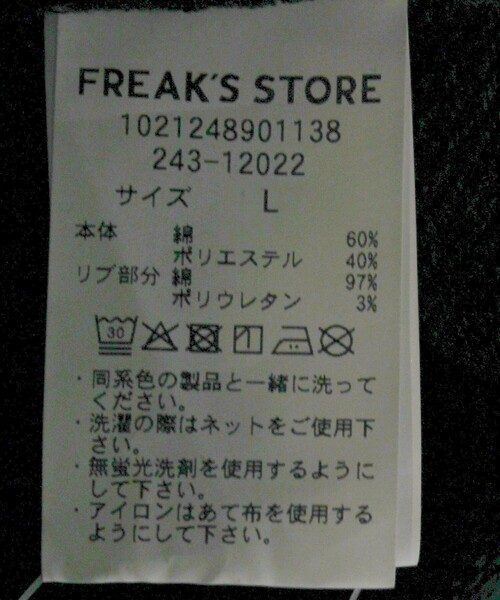 FREAK'S STORE
1021248901138
243-12022
サイズ L
本体 綿 60%
ポリエステル 40%
リブ部分 綿 97%
ポリウレタン 3%
30
・同系色の製品と一緒に洗って
ください。
・洗濯の際はネットをご使用下
さい。
・無蛍光洗剤を使用するように
して下さい。
・アイロンはあて布を使用する
ようにして下さい。